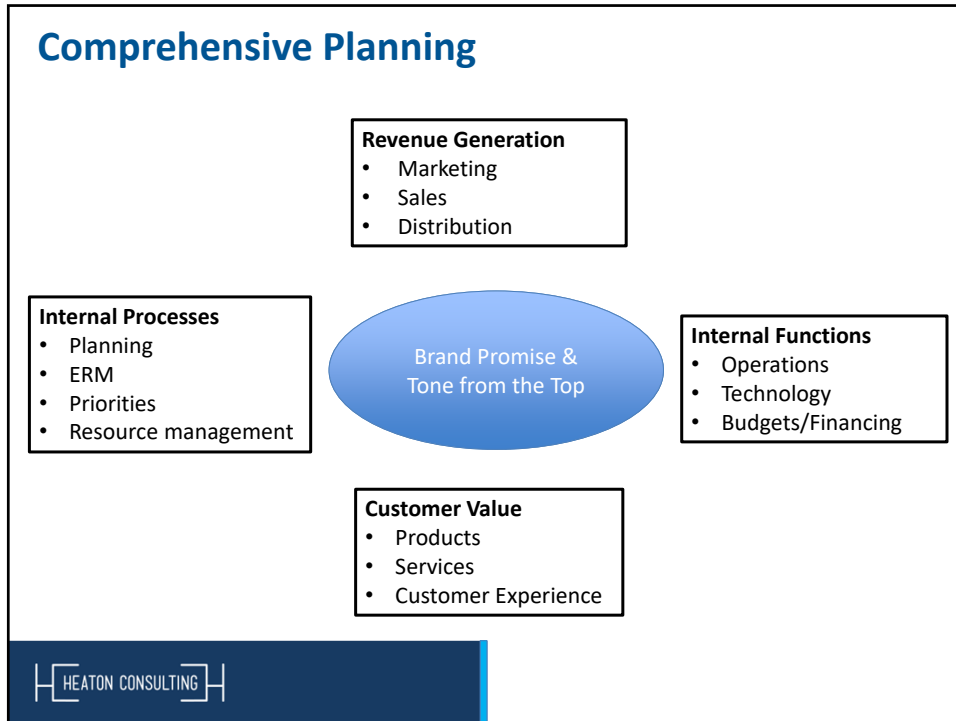 Comprehensive Planning
Revenue Generation
• Marketing
• Sales
• Distribution
Internal Processes
• Planning
• ERM
• Priorities
• Resource management
Brand Promise &
Tone from the Top
Internal Functions
• Operations
• Technology
• Budgets/Financing
Customer Value
• Products
• Services
• Customer Experience
HEATON CONSULTING